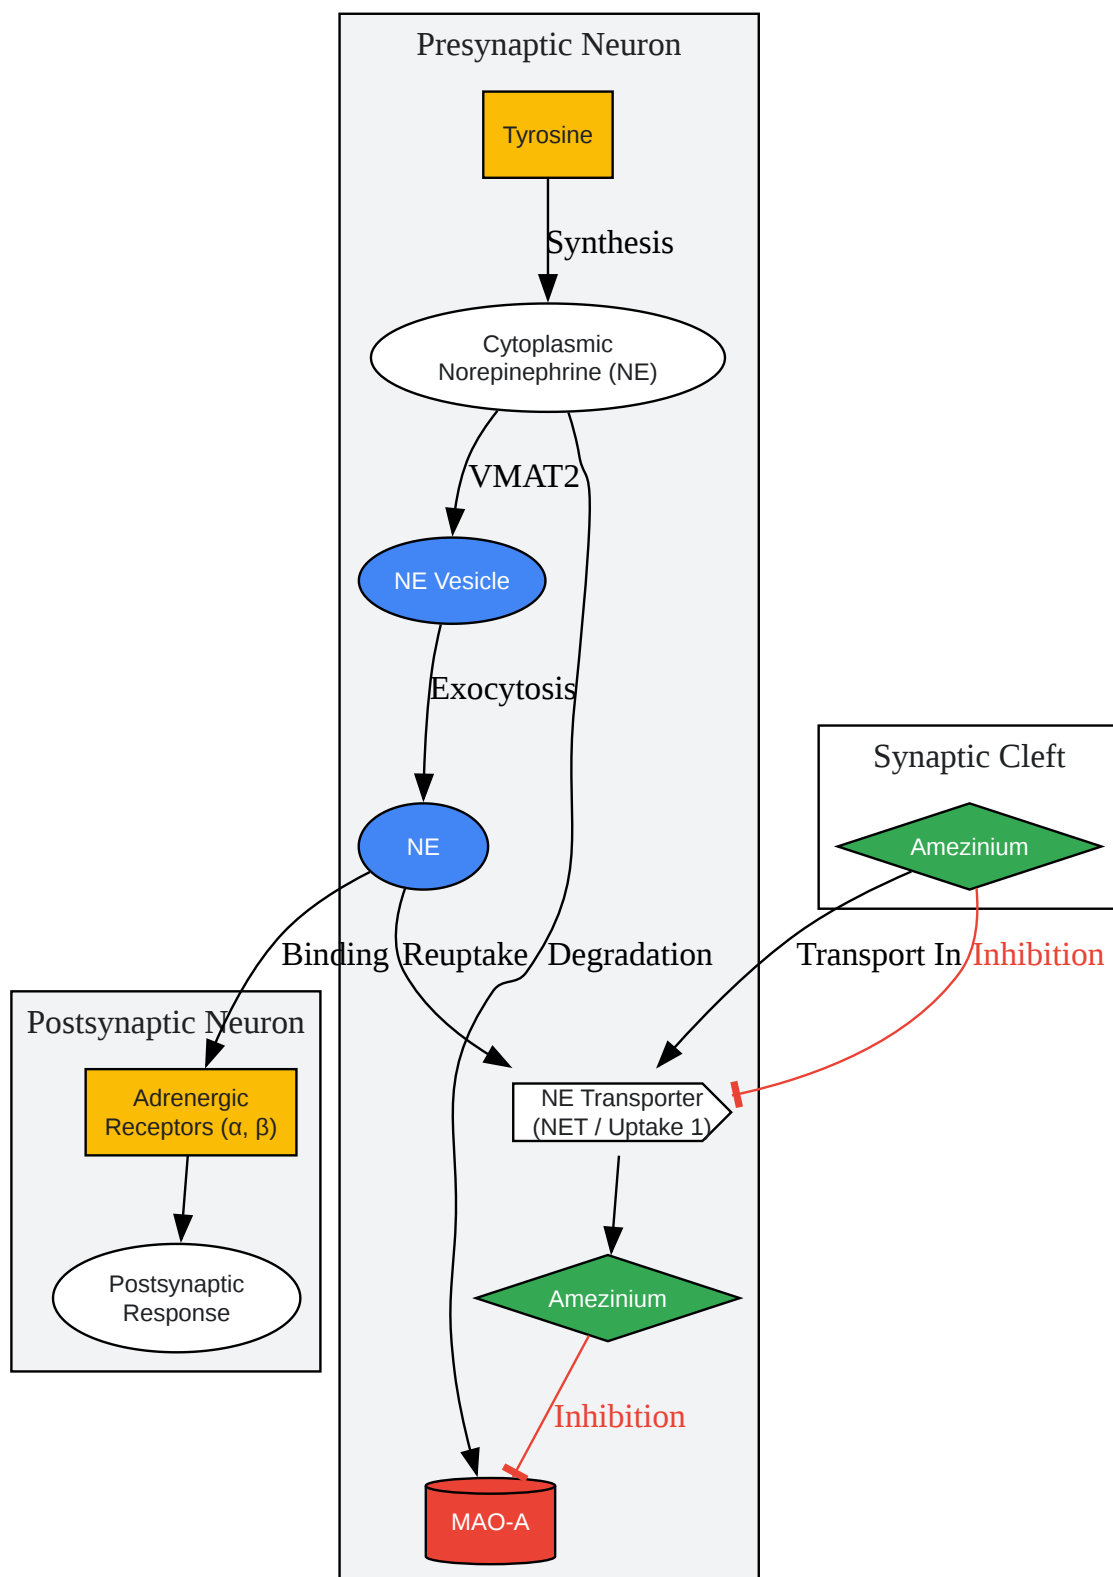 Presynaptic Neuron
Tyrosine
Synthesis
Cytoplasmic
Norepinephrine (NE)
VMAT2
NE Vesicle
Exocytosis
Synaptic Cleft
NE
Amezinium
Binding
Reuptake
Degradation
Transport In
Inhibition
Postsynaptic Neuron
Adrenergic
Receptors (α, β)
NE Transporter
(NET / Uptake 1)
Postsynaptic
Response
Amezinium
Inhibition
MAO-A